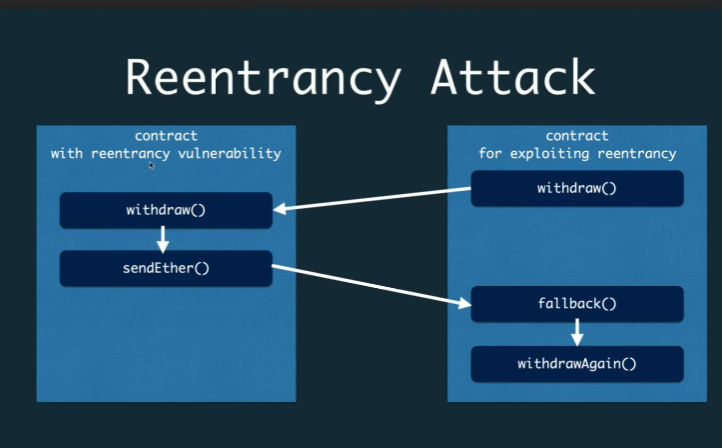 Reentrancy Attack
contract
with reentrancy vulnerability
withdraw()
sendEther()
contract
for exploiting reentrancy
withdraw()
fallback()
withdrawAgain()